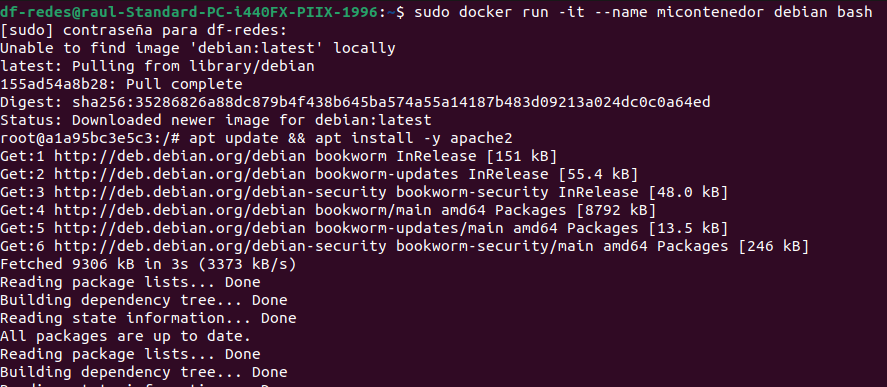 df-redes@raul-Standard-PC-i440FX-PIIX-1996:~$ sudo docker run -it --name micontenedor debian bash
[sudo] contraseña para df-redes:
Unable to find image 'debian:latest' locally
latest: Pulling from library/debian
155ad54a8b28: Pull complete
Digest: sha256:35286826a88dc879b4f438b645ba574a55a14187b483d09213a024dc0c0a64ed
Status: Downloaded newer image for debian:latest
root@a1a95bc3e5c3:/# apt update && apt install -y apache2
Get:1 http://deb.debian.org/debian bookworm InRelease [151 kB]
Get:2 http://deb.debian.org/debian bookworm-updates InRelease [55.4 kB]
Get:3 http://deb.debian.org/debian-security bookworm-security InRelease [48.0 kB]
Get:4 http://deb.debian.org/debian bookworm/main amd64 Packages [8792 kB]
Get:5 http://deb.debian.org/debian bookworm-updates/main amd64 Packages [13.5 kB]
Get:6 http://deb.debian.org/debian-security bookworm-security/main amd64 Packages [246 kB]
Fetched 9306 kB in 3s (3373 kB/s)
Reading package lists... Done
Building dependency tree... Done
Reading state information... Done
All packages are up to date.
Reading package lists... Done
Building dependency tree... Done